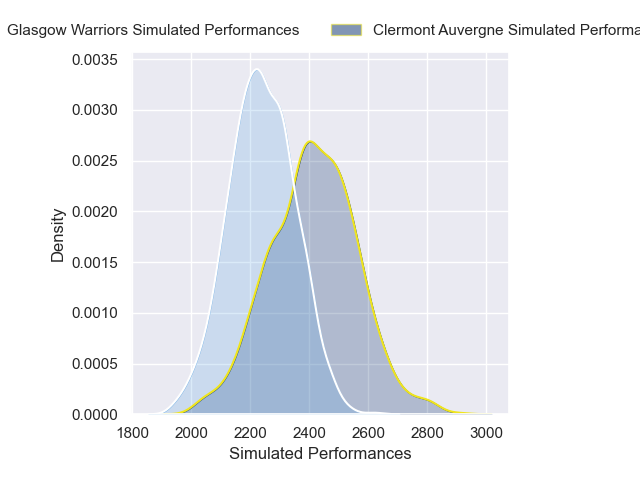 Glasgow Warriors Simulated Performances Clermont Auvergne Simulated
0.0035
0.0030
0.0025
0.0020
0.0015
0.0010
0.0005
0.0000
Density
1800 2000 2200 2400 2600 2800 3000
Simulated Performances